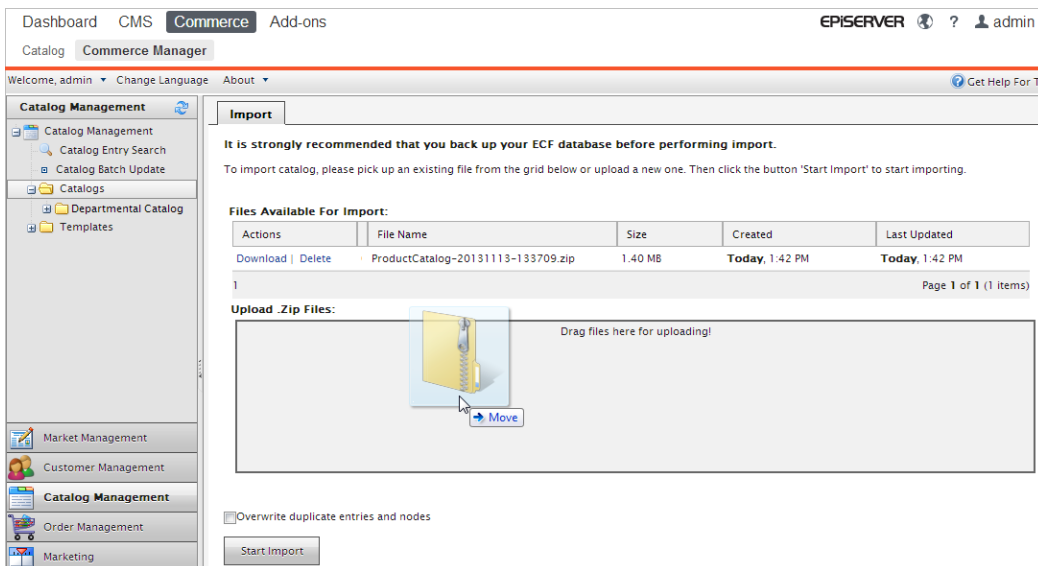 Dashboard CMS Commerce Add-ons EPiSERVER ? admin
Catalog Commerce Manager
Welcome, admin Change Language About Get Help For T
Catalog Management
Catalog Management
Catalog Entry Search
Catalog Batch Update
Catalogs
Departmental Catalog
Templates
Market Management
Customer Management
Catalog Management
Order Management
Marketing
Import
It is strongly recommended that you back up your ECF database before performing import.
To import catalog, please pick up an existing file from the grid below or upload a new one. Then click the button 'Start Import' to start importing.
Files Available For Import:
Actions File Name Size Created Last Updated
Download | Delete ProductCatalog-20131113-133709.zip 1.40 MB Today, 1:42 PM Today, 1:42 PM
1 Page 1 of 1 (1 items)
Upload .Zip Files:
Drag files here for uploading!
Move
Overwrite duplicate entries and nodes
Start Import